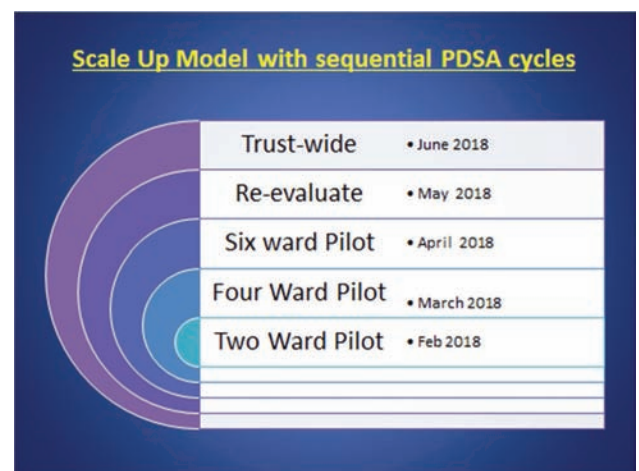 Scale Up Model with sequential PDSA cycles
Trust-wide • June 2018
Re-evaluate • May 2018
Six ward Pilot • April 2018
Four Ward Pilot • March 2018
Two Ward Pilot • Feb 2018